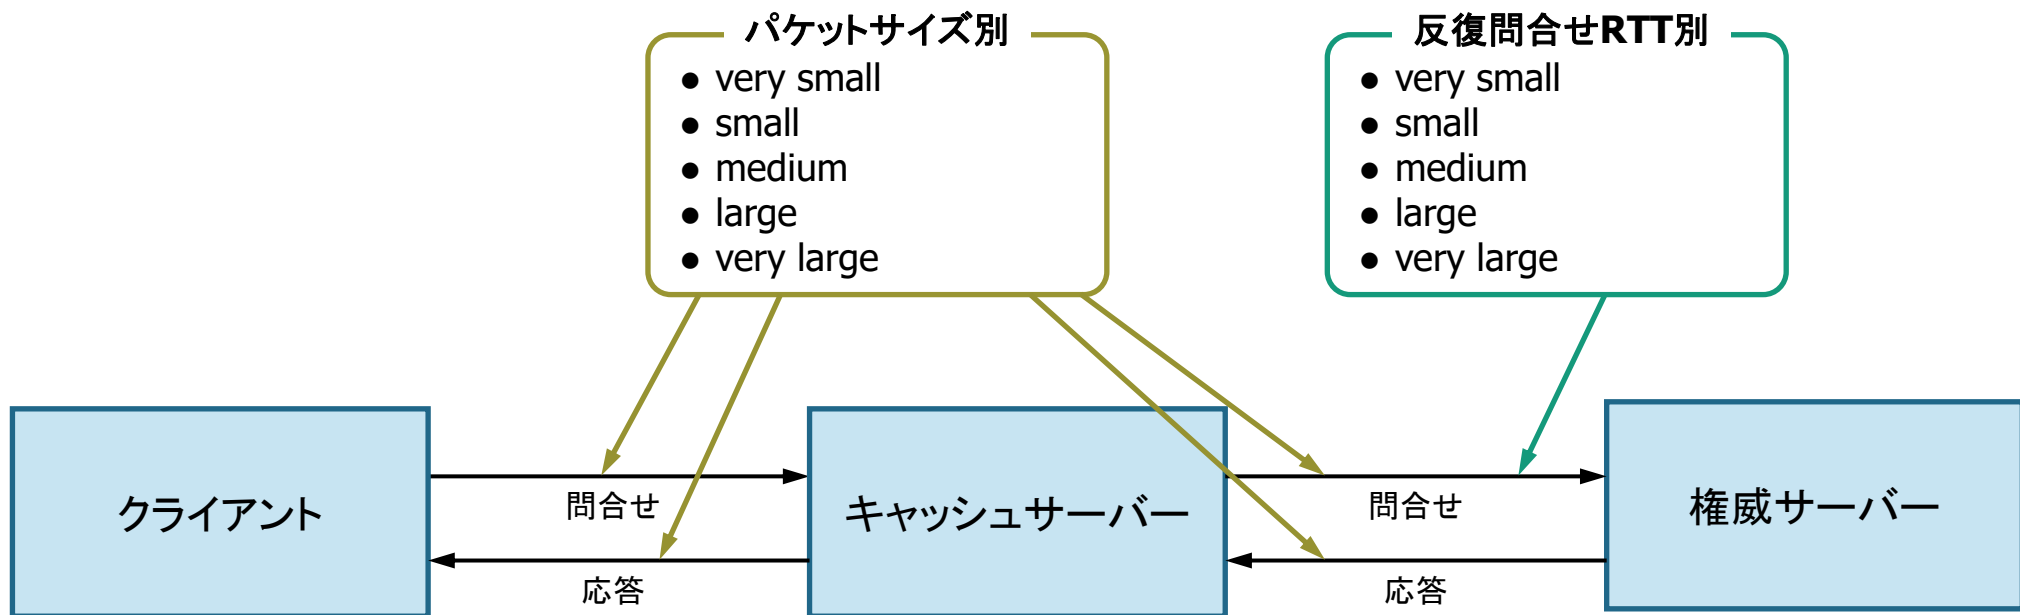 パケットサイズ別
● very small
● small
● medium
● large
● very large
反復問合せRTT別
● very small
● small
● medium
● large
● very large
クライアント
問合せ
応答
キャッシュサーバー
問合せ
応答
権威サーバー